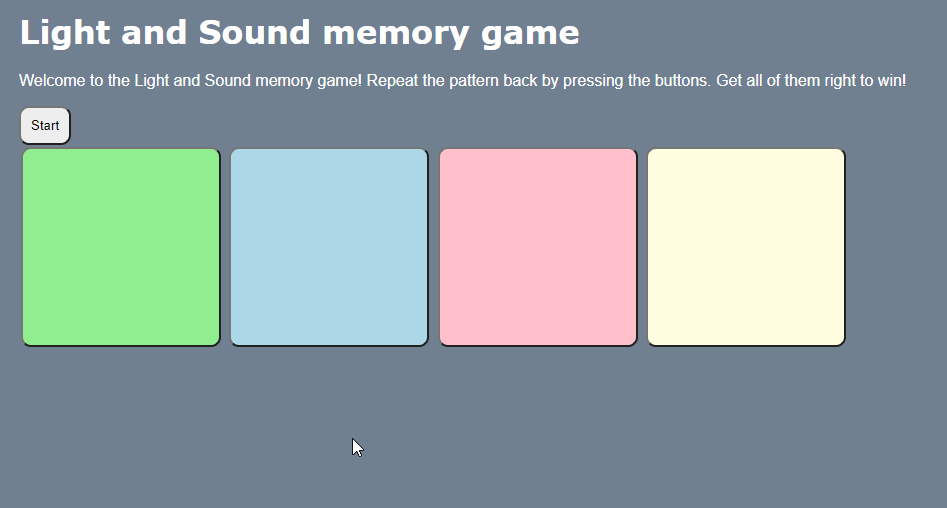 Light and Sound memory game
Welcome to the Light and Sound memory game! Repeat the pattern back by pressing the buttons. Get all of them right to win!
Start